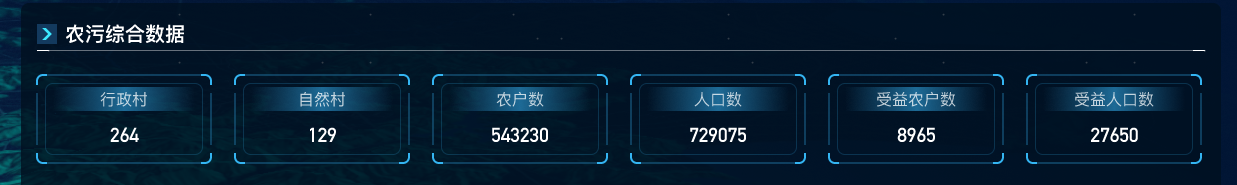 农污综合数据
行政村 自然村 农户数 人口数 受益农户数 受益人口数
264 129 543230 729075 8965 27650